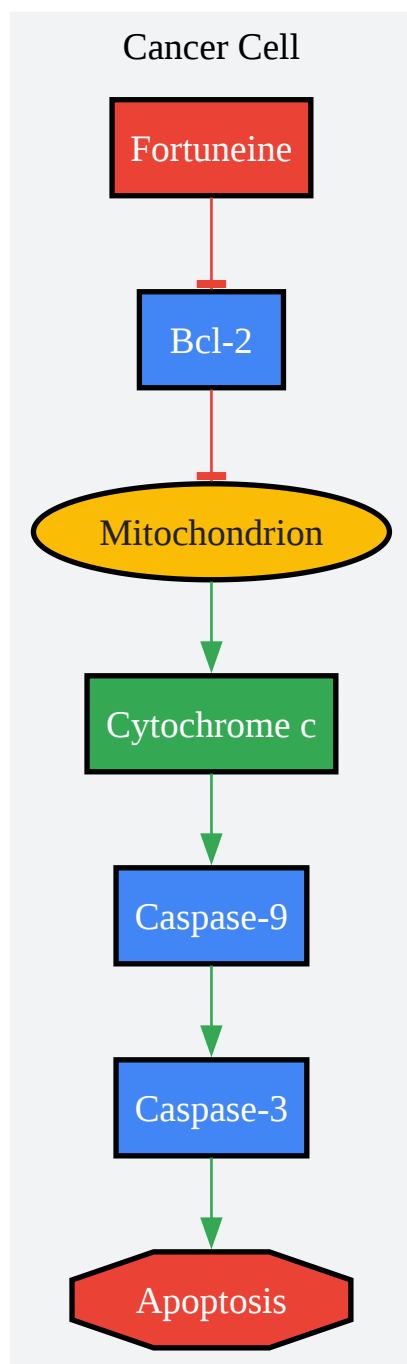 Cancer Cell
Fortuneine
Bcl-2
Mitochondrion
Cytochrome c
Caspase-9
Caspase-3
Apoptosis